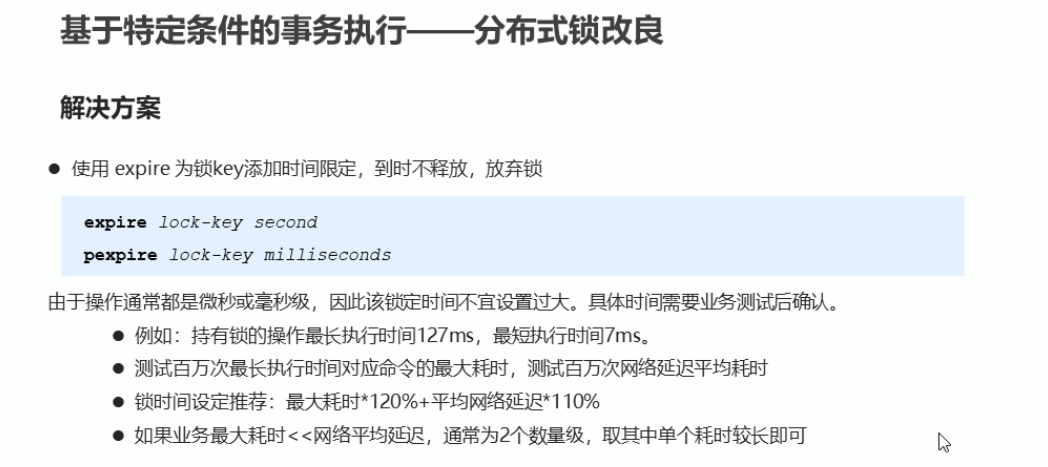 基于特定条件的事务执行——分布式锁改良
解决方案
● 使用 expire 为锁key添加时间限定，到时不释放，放弃锁
expire lock-key second
pexpire lock-key milliseconds
由于操作通常都是微秒或毫秒级，因此该锁定时间不宜设置过大。具体时间需要业务测试后确认。
● 例如：持有锁的操作最长执行时间127ms，最短执行时间7ms。
● 测试百万次最长执行时间对应命令的最大耗时，测试百万次网络延迟平均耗时
● 锁时间设定推荐：最大耗时*120%+平均网络延迟*110%
● 如果业务最大耗时<<网络平均延迟，通常为2个数量级，取其中单个耗时较长即可